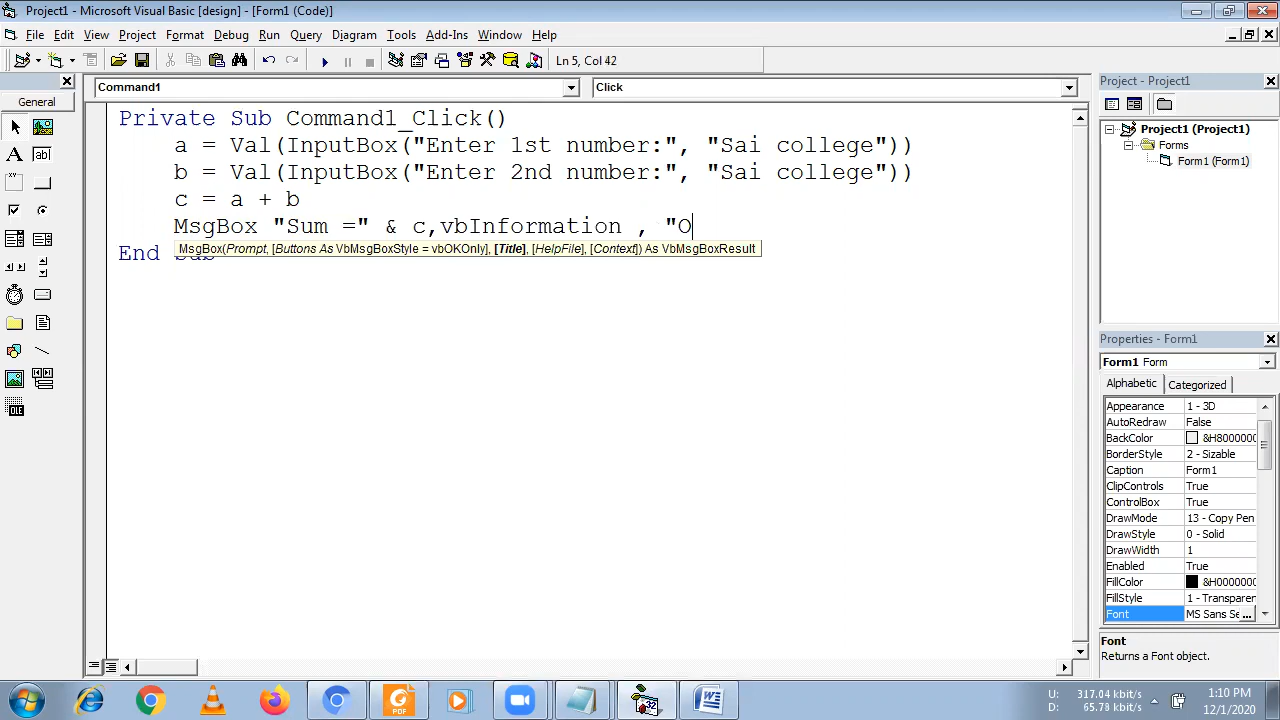 Project1 - Microsoft Visual Basic [design] - [Form1 (Code)]
File Edit View Project Format Debug Run Query Diagram Tools Add-Ins Window Help
Ln 5, Col 42
General
Command1
Click
Private Sub Command1_Click()
a = Val(InputBox("Enter 1st number:", "Sai college"))
b = Val(InputBox("Enter 2nd number:", "Sai college"))
c = a + b
MsgBox "Sum =" & c,vbInformation , "O
MsgBox(Prompt, [Buttons As VbMsgBoxStyle = vbOKOnly], [Title], [HelpFile], [Context]) As VbMsgBoxResult
End Sub
Project - Project1
Project1 (Project1)
Forms
Form1 (Form1)
Properties - Form1
Form1 Form
Alphabetic Categorized
Appearance 1 - 3D
AutoRedraw False
BackColor &H8000000
BorderStyle 2 - Sizable
Caption Form1
ClipControls True
ControlBox True
DrawMode 13 - Copy Pen
DrawStyle 0 - Solid
DrawWidth 1
Enabled True
FillColor &H0000000
FillStyle 1 - Transparen
Font MS Sans Se ...
Font
Returns a Font object.
OLE
PDF
32
U: 317.04 kbit/s
D: 65.78 kbit/s
1:10 PM
12/1/2020